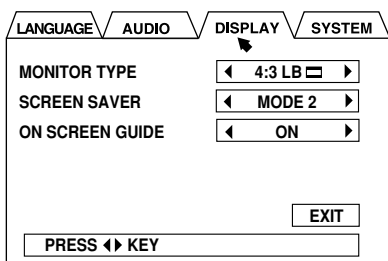 LANGUAGE AUDIO DISPLAY SYSTEM
MONITOR TYPE ◀ 4:3 LB ▶
SCREEN SAVER ◀ MODE 2 ▶
ON SCREEN GUIDE ◀ ON ▶
EXIT
PRESS ◀▶ KEY